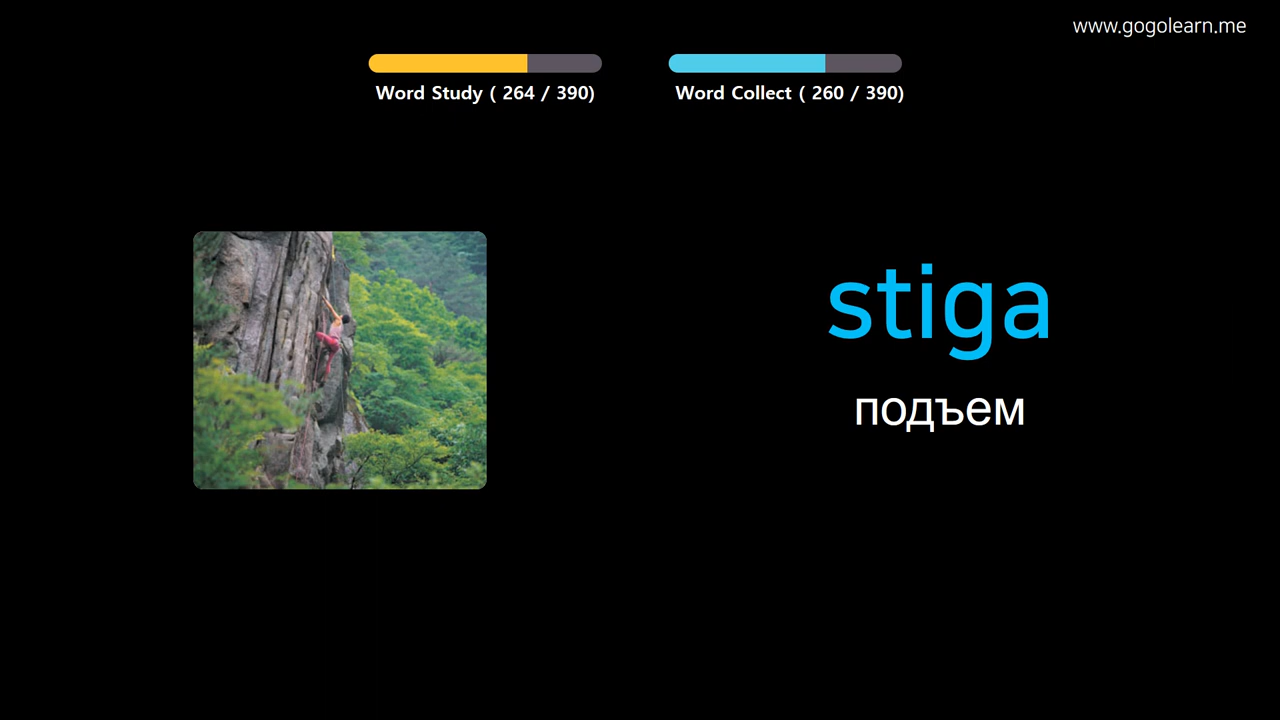 www.gogolearn.me
Word Study ( 264 / 390)
Word Collect ( 260 / 390)
stiga
подъем